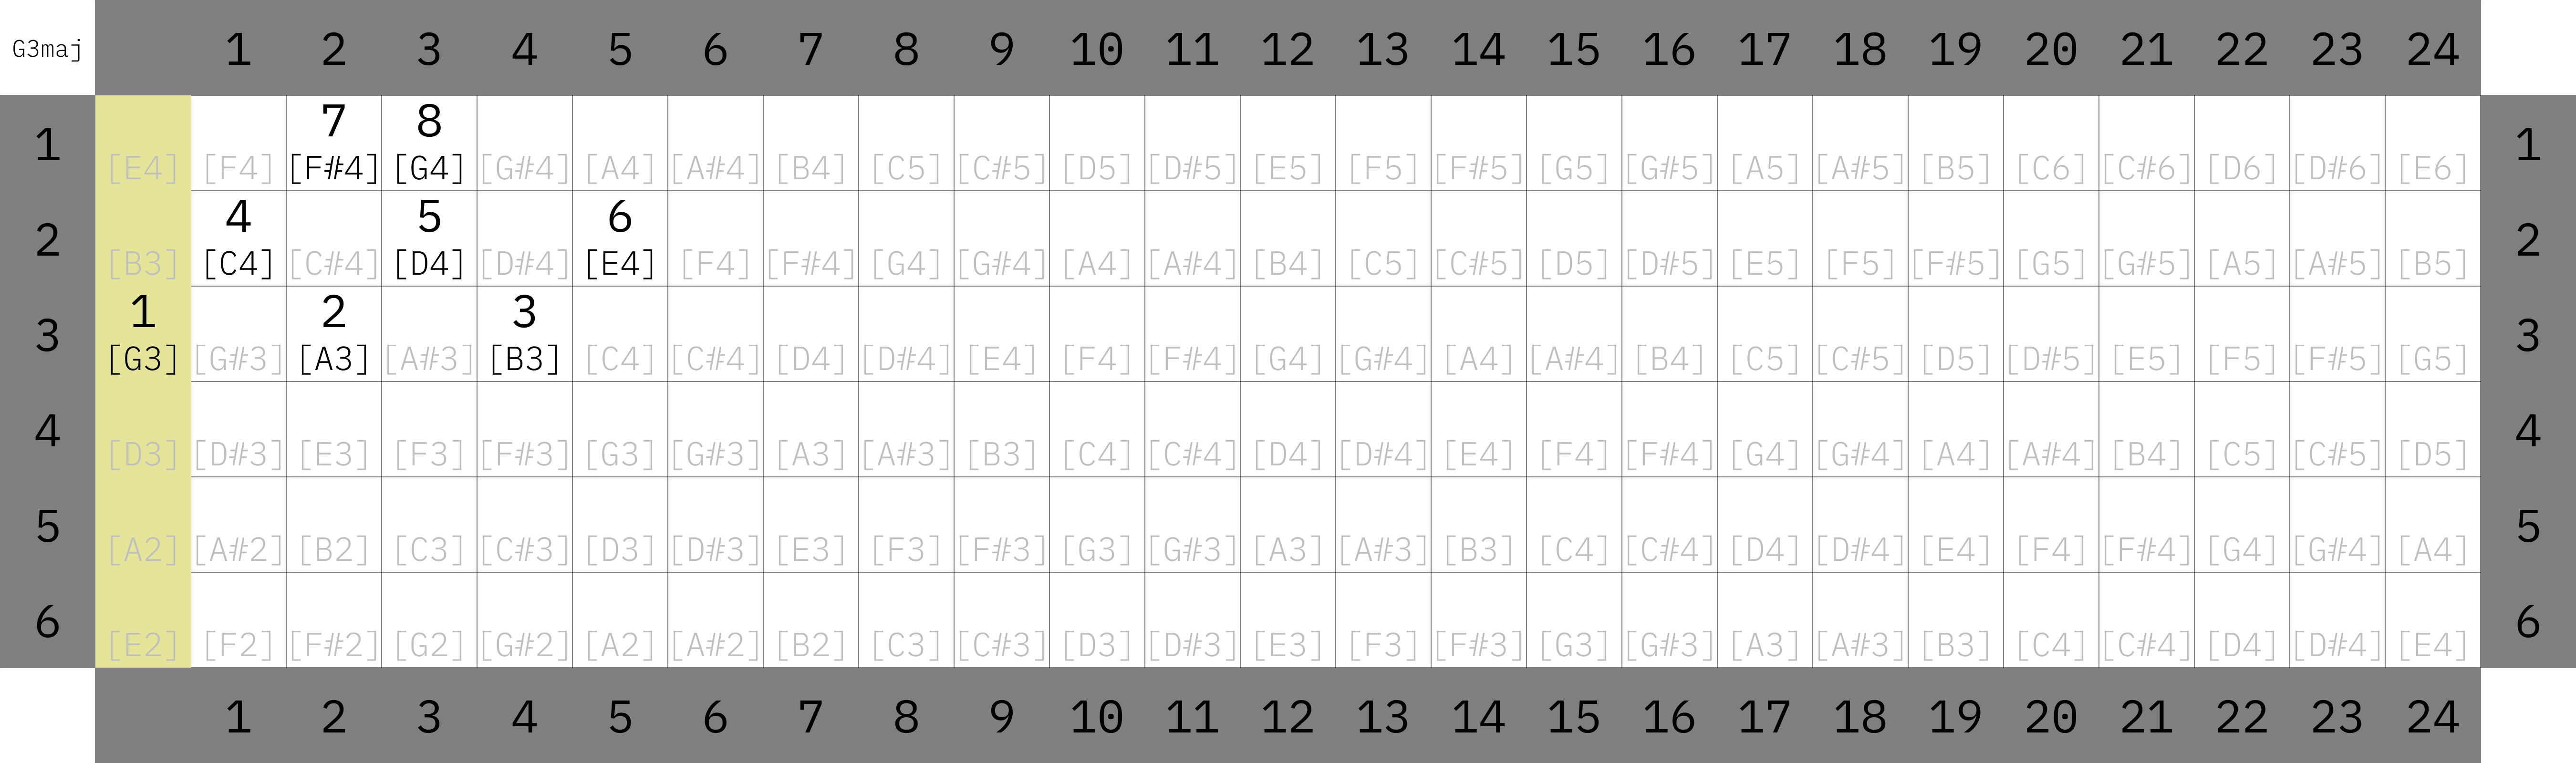 G3maj 1 2 3 4 5 6 7 8 9 10 11 12 13 14 15 16 17 18 19 20 21 22 23 24
7 8
1 [E4] [F4] [F#4] [G4] [G#4] [A4] [A#4] [B4] [C5] [C#5] [D5] [D#5] [E5] [F5] [F#5] [G5] [G#5] [A5] [A#5] [B5] [C6] [C#6] [D6] [D#6] [E6] 1
4 5 6
2 [B3] [C4] [C#4] [D4] [D#4] [E4] [F4] [F#4] [G4] [G#4] [A4] [A#4] [B4] [C5] [C#5] [D5] [D#5] [E5] [F5] [F#5] [G5] [G#5] [A5] [A#5] [B5] 2
1 2 3
3 [G3] [G#3] [A3] [A#3] [B3] [C4] [C#4] [D4] [D#4] [E4] [F4] [F#4] [G4] [G#4] [A4] [A#4] [B4] [C5] [C#5] [D5] [D#5] [E5] [F5] [F#5] [G5] 3
4 [D3] [D#3] [E3] [F3] [F#3] [G3] [G#3] [A3] [A#3] [B3] [C4] [C#4] [D4] [D#4] [E4] [F4] [F#4] [G4] [G#4] [A4] [A#4] [B4] [C5] [C#5] [D5] 4
5 [A2] [A#2] [B2] [C3] [C#3] [D3] [D#3] [E3] [F3] [F#3] [G3] [G#3] [A3] [A#3] [B3] [C4] [C#4] [D4] [D#4] [E4] [F4] [F#4] [G4] [G#4] [A4] 5
6 [E2] [F2] [F#2] [G2] [G#2] [A2] [A#2] [B2] [C3] [C#3] [D3] [D#3] [E3] [F3] [F#3] [G3] [G#3] [A3] [A#3] [B3] [C4] [C#4] [D4] [D#4] [E4] 6
1 2 3 4 5 6 7 8 9 10 11 12 13 14 15 16 17 18 19 20 21 22 23 24